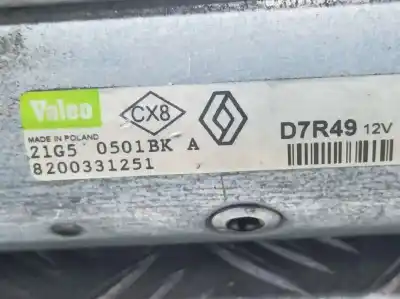 Valeo
CX8
D7R49 12V
MADE IN POLAND
21G5 0501BK A
8200331251